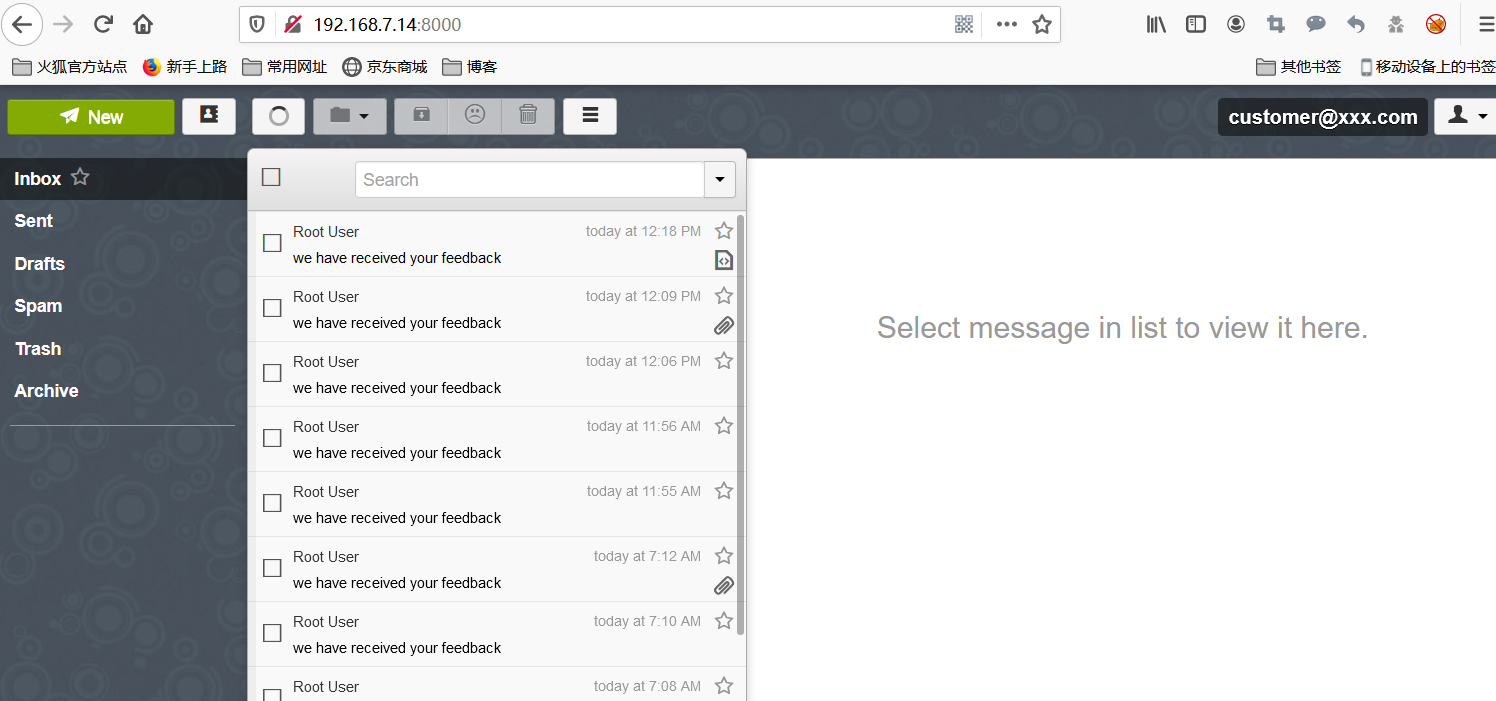 192.168.7.14:8000
火狐官方站点 新手上路 常用网址 京东商城 博客 其他书签 移动设备上的书签
New customer@xxx.com
Inbox
Sent
Drafts
Spam
Trash
Archive
Search
Root User today at 12:18 PM
we have received your feedback
Root User today at 12:09 PM
we have received your feedback
Root User today at 12:06 PM
we have received your feedback
Root User today at 11:56 AM
we have received your feedback
Root User today at 11:55 AM
we have received your feedback
Root User today at 7:12 AM
we have received your feedback
Root User today at 7:10 AM
we have received your feedback
Root User today at 7:08 AM
Select message in list to view it here.